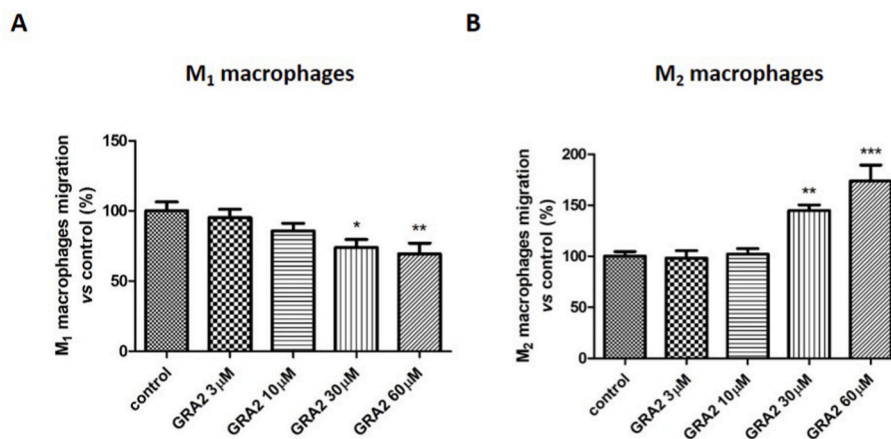 A
M₁ macrophages
M₁ macrophages migration
vs control (%)
150
100
50
0
*
**
control
GRA2 3μM
GRA2 10μM
GRA2 30μM
GRA2 60μM
B
M₂ macrophages
M₂ macrophages migration
vs control (%)
200
150
100
50
0
**
***
control
GRA2 3μM
GRA2 10μM
GRA2 30μM
GRA2 60μM